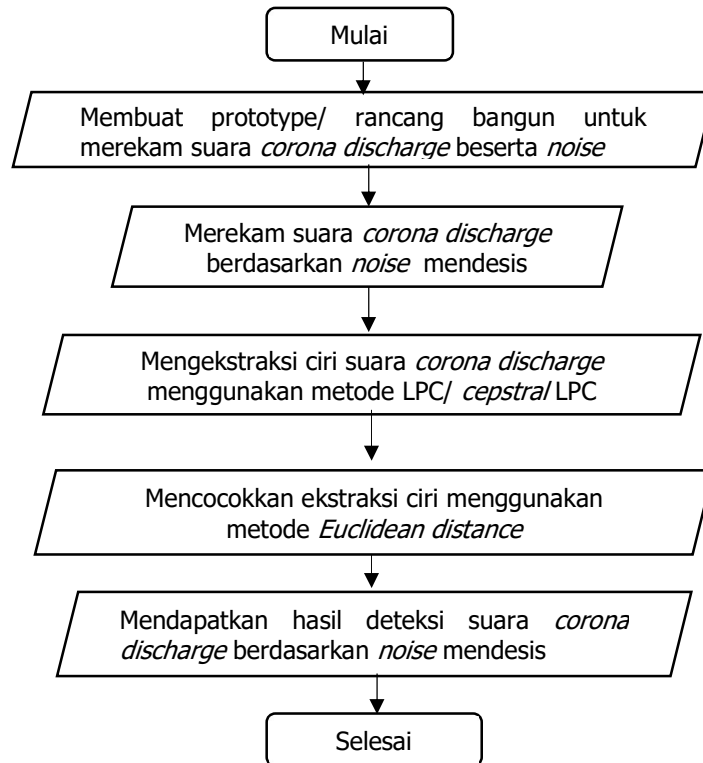 Mulai
Membuat prototype/ rancang bangun untuk
merekam suara corona discharge beserta noise
Merekam suara corona discharge
berdasarkan noise mendesis
Mengekstraksi ciri suara corona discharge
menggunakan metode LPC/ cepstral LPC
Mencocokkan ekstraksi ciri menggunakan
metode Euclidean distance
Mendapatkan hasil deteksi suara corona
discharge berdasarkan noise mendesis
Selesai